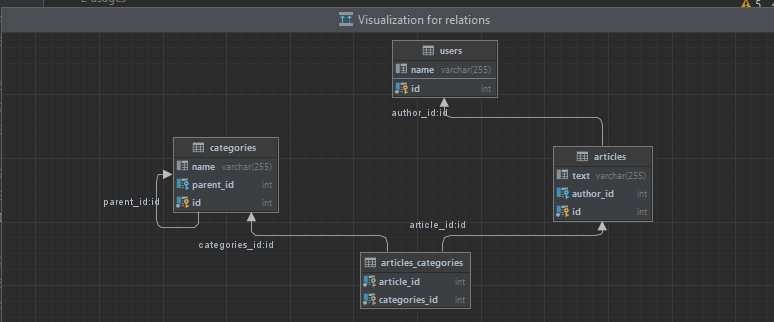 2 usages
5
Visualization for relations
users
name varchar(255)
id int
author_id:id
categories
name varchar(255)
parent_id int
id int
parent_id:id
articles
text varchar(255)
author_id int
id int
article_id:id
categories_id:id
articles_categories
article_id int
categories_id int